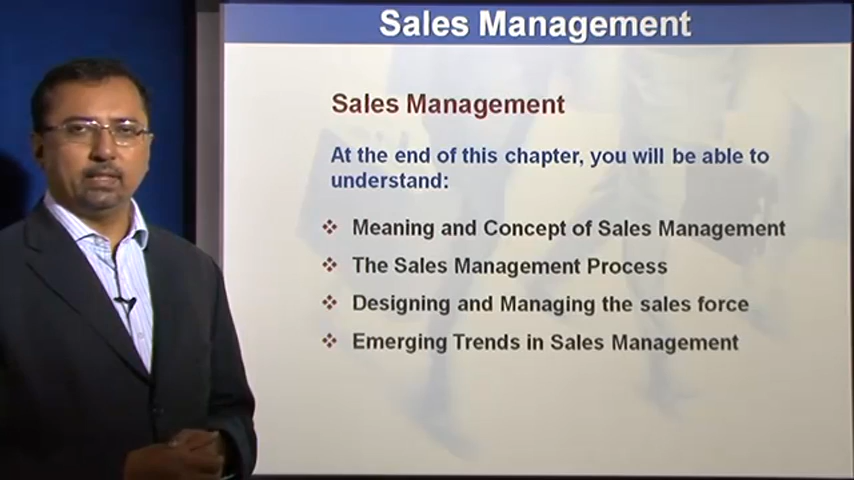 Sales Management
Sales Management
At the end of this chapter, you will be able to
understand:
Meaning and Concept of Sales Management
The Sales Management Process
Designing and Managing the sales force
Emerging Trends in Sales Management